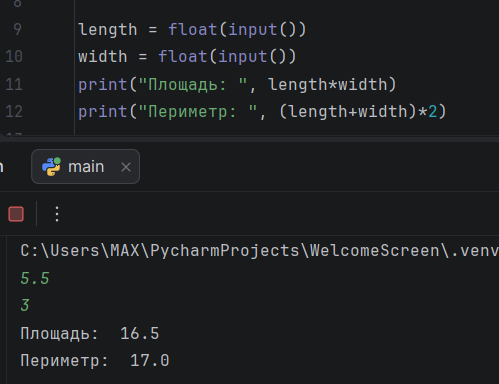 9 length = float(input())
10 width = float(input())
11 print("Площадь: ", length*width)
12 print("Периметр: ", (length+width)*2)
main
C:\Users\MAX\PycharmProjects\WelcomeScreen\.venv
5.5
3
Площадь:  16.5
Периметр:  17.0